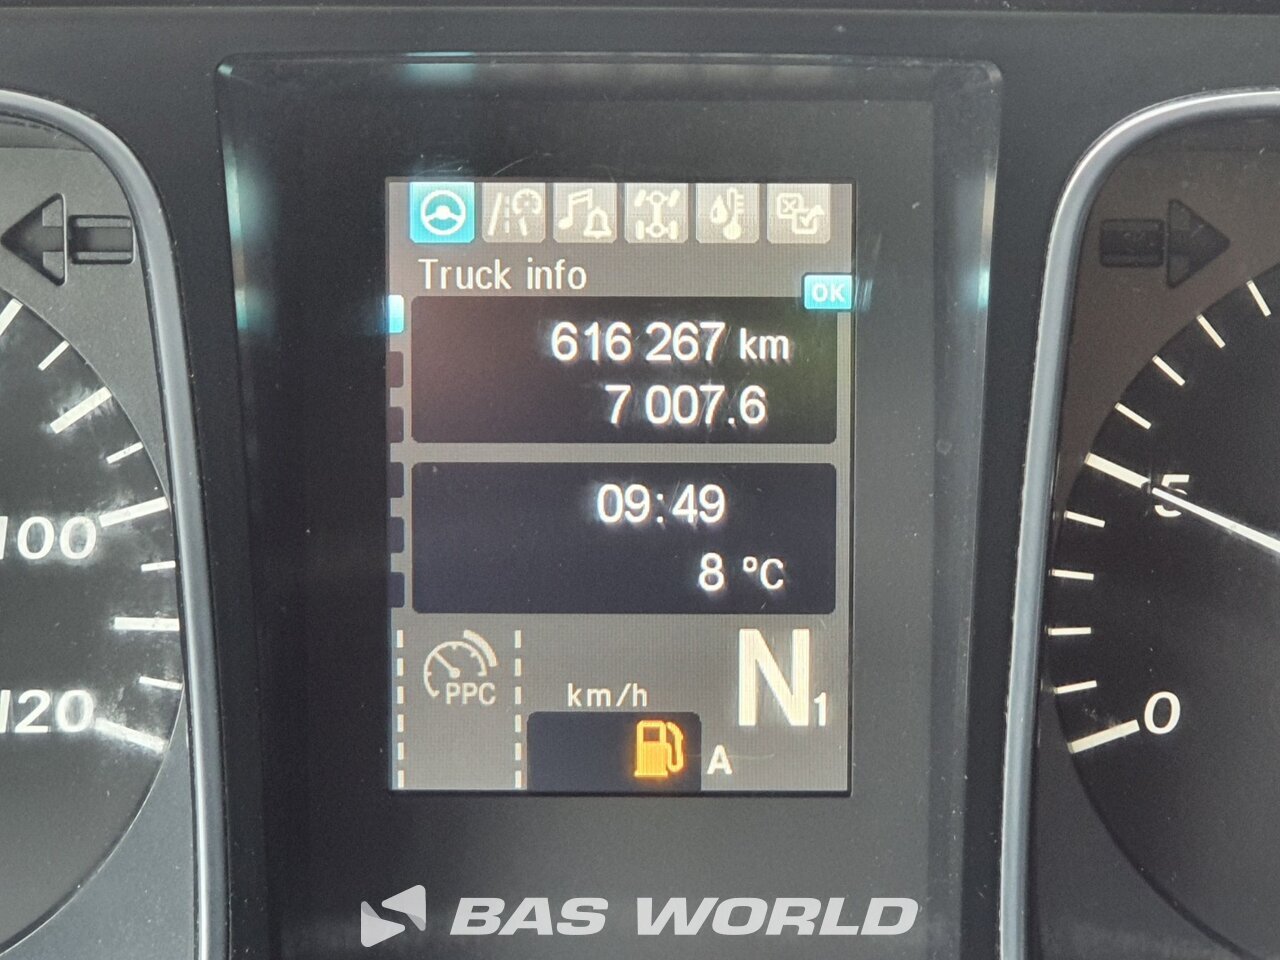 Truck info
OK
616 267 km
7 007.6
09:49
8 °C
PPC
km/h
N1
A
100
120
5
0
BAS WORLD